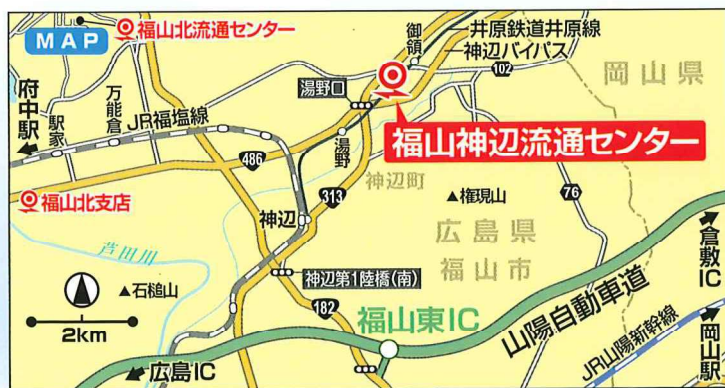 MAP
福山北流通センター
御領
井原鉄道井原線
神辺バイパス
102
岡山県
府中駅
駅家
万能倉
JR福塩線
湯野口
湯野
福山神辺流通センター
486
313
神辺町
76
福山北支店
神辺
▲権現山
広島県
福山市
倉敷IC
芦田川
▲石鎚山
神辺第1陸橋(南)
182
2km
福山東IC
山陽自動車道
広島IC
JR山陽新幹線
岡山駅